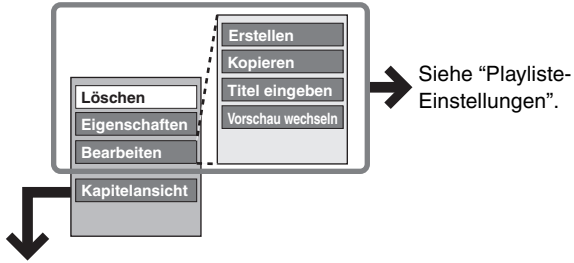 Löschen
Eigenschaften
Bearbeiten
Kapitelansicht
Erstellen
Kopieren
Titel eingeben
Vorschau wechseln
Siehe “Playliste-
Einstellungen”.